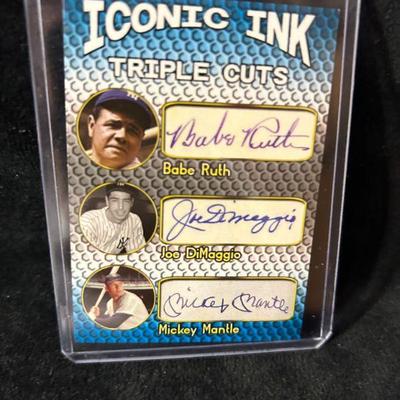 ICONIC INK
TRIPLE CUTS
Babe Ruth
Babe Ruth
Joe DiMaggio
Joe DiMaggio
Mickey Mantle
Mickey Mantle